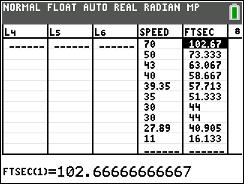 NORMAL FLOAT AUTO REAL RADIAN MP
L4 L5 L6 SPEED FTSEC 8
------ ------ ------ 70 102.67
50 73.333
43 63.067
40 58.667
39.35 57.713
35 51.333
30 44
30 44
27.89 40.905
11 16.133
------ ------
FTSEC(1)=102.66666666667